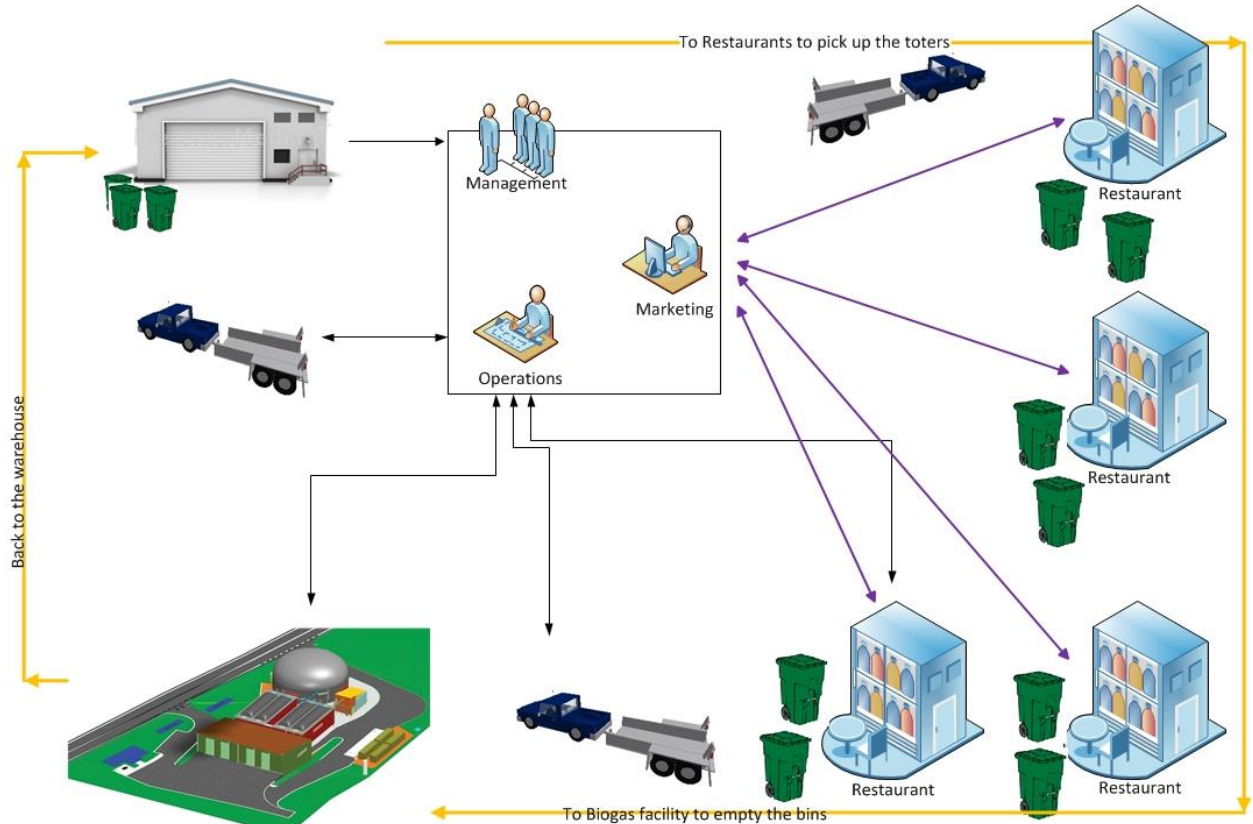 To Restaurants to pick up the toters
Management
Restaurant
Marketing
Operations
Back to the warehouse
Restaurant
Restaurant
Restaurant
To Biogas facility to empty the bins